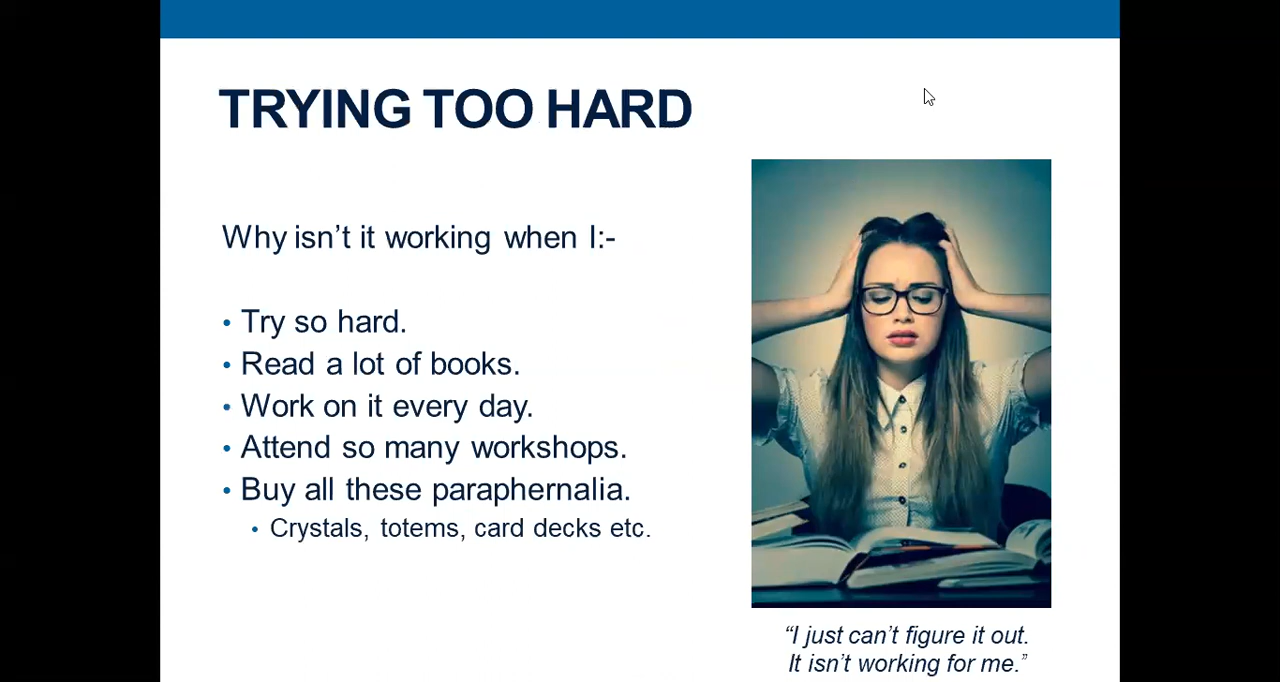 TRYING TOO HARD
Why isn’t it working when I:-
• Try so hard.
• Read a lot of books.
• Work on it every day.
• Attend so many workshops.
• Buy all these paraphernalia.
• Crystals, totems, card decks etc.
“I just can’t figure it out.
It isn’t working for me.”